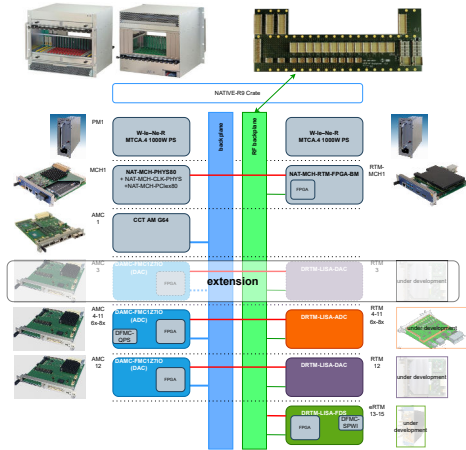 NATIVE-R9 Crate
PM1
W-Ie-Ne-R
MTCA.4 1000W PS
backplane
RF backplane
W-Ie-Ne-R
MTCA.4 1000W PS
MCH1
NAT-MCH-PHYS80
+ NAT-MCH-CLK-PHYS
+NAT-MCH-PCIex80
NAT-MCH-RTM-FPGA-BM
FPGA
RTM-
MCH1
AMC
1
CCT AM G64
AMC
3
DAMC-FMC1Z7IO
(DAC)
FPGA
extension
DRTM-LISA-DAC
RTM
3
under development
AMC
4-11
6x-8x
DAMC-FMC1Z7IO
(ADC)
DFMC-
QPS
FPGA
DRTM-LISA-ADC
RTM
4-11
6x-8x
under development
AMC
12
DAMC-FMC1Z7IO
(DAC)
FPGA
DRTM-LISA-DAC
RTM
12
under development
DRTM-LISA-FDS
FPGA
DFMC-
SPWI
eRTM
13-15
under
development